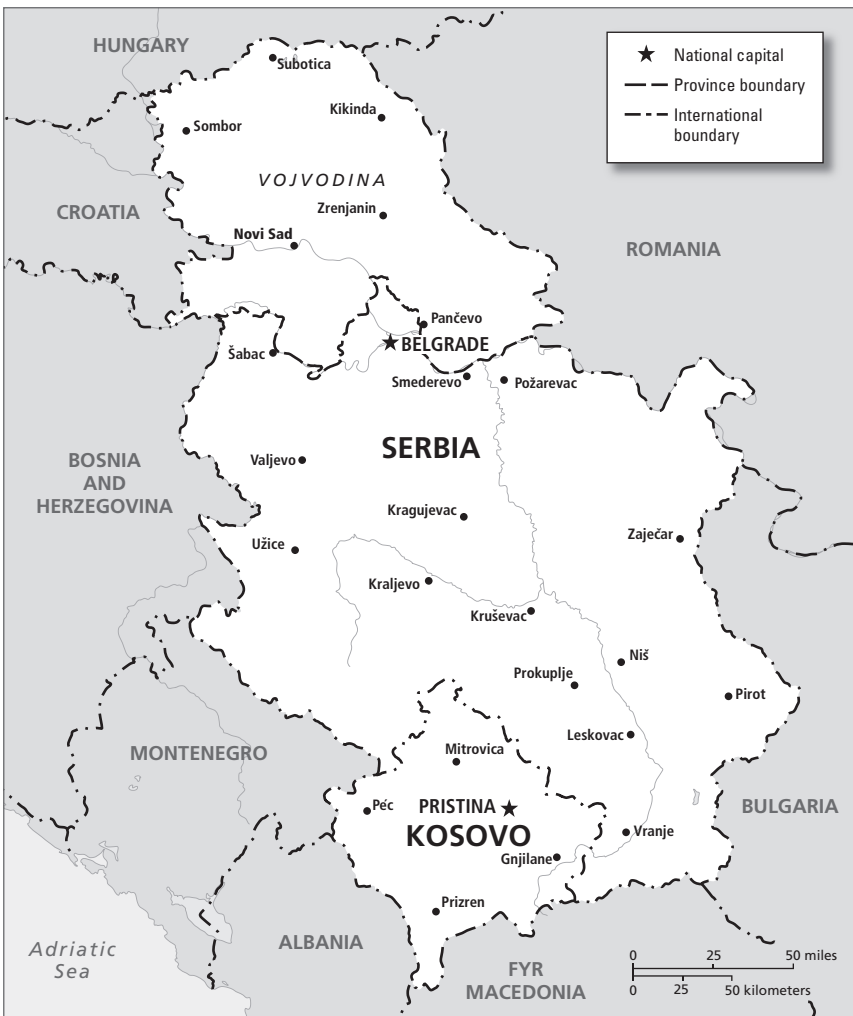 HUNGARY
Subotica
Sombor
Kikinda
VOJVODINA
CROATIA
Zrenjanin
Novi Sad
ROMANIA
Pančevo
BELGRADE
Šabac
Smederevo
Požarevac
SERBIA
Valjevo
BOSNIA
AND
HERZEGOVINA
Kragujevac
Užice
Zaječar
Kraljevo
Kruševac
Niš
Prokuplje
Pirot
Leskovac
MONTENEGRO
Mitrovica
Péc
PRISTINA
KOSOVO
BULGARIA
Vranje
Gnjilane
Prizren
ALBANIA
Adriatic
Sea
FYR
MACEDONIA
National capital
Province boundary
International
boundary
0 25 50 miles
0 25 50 kilometers